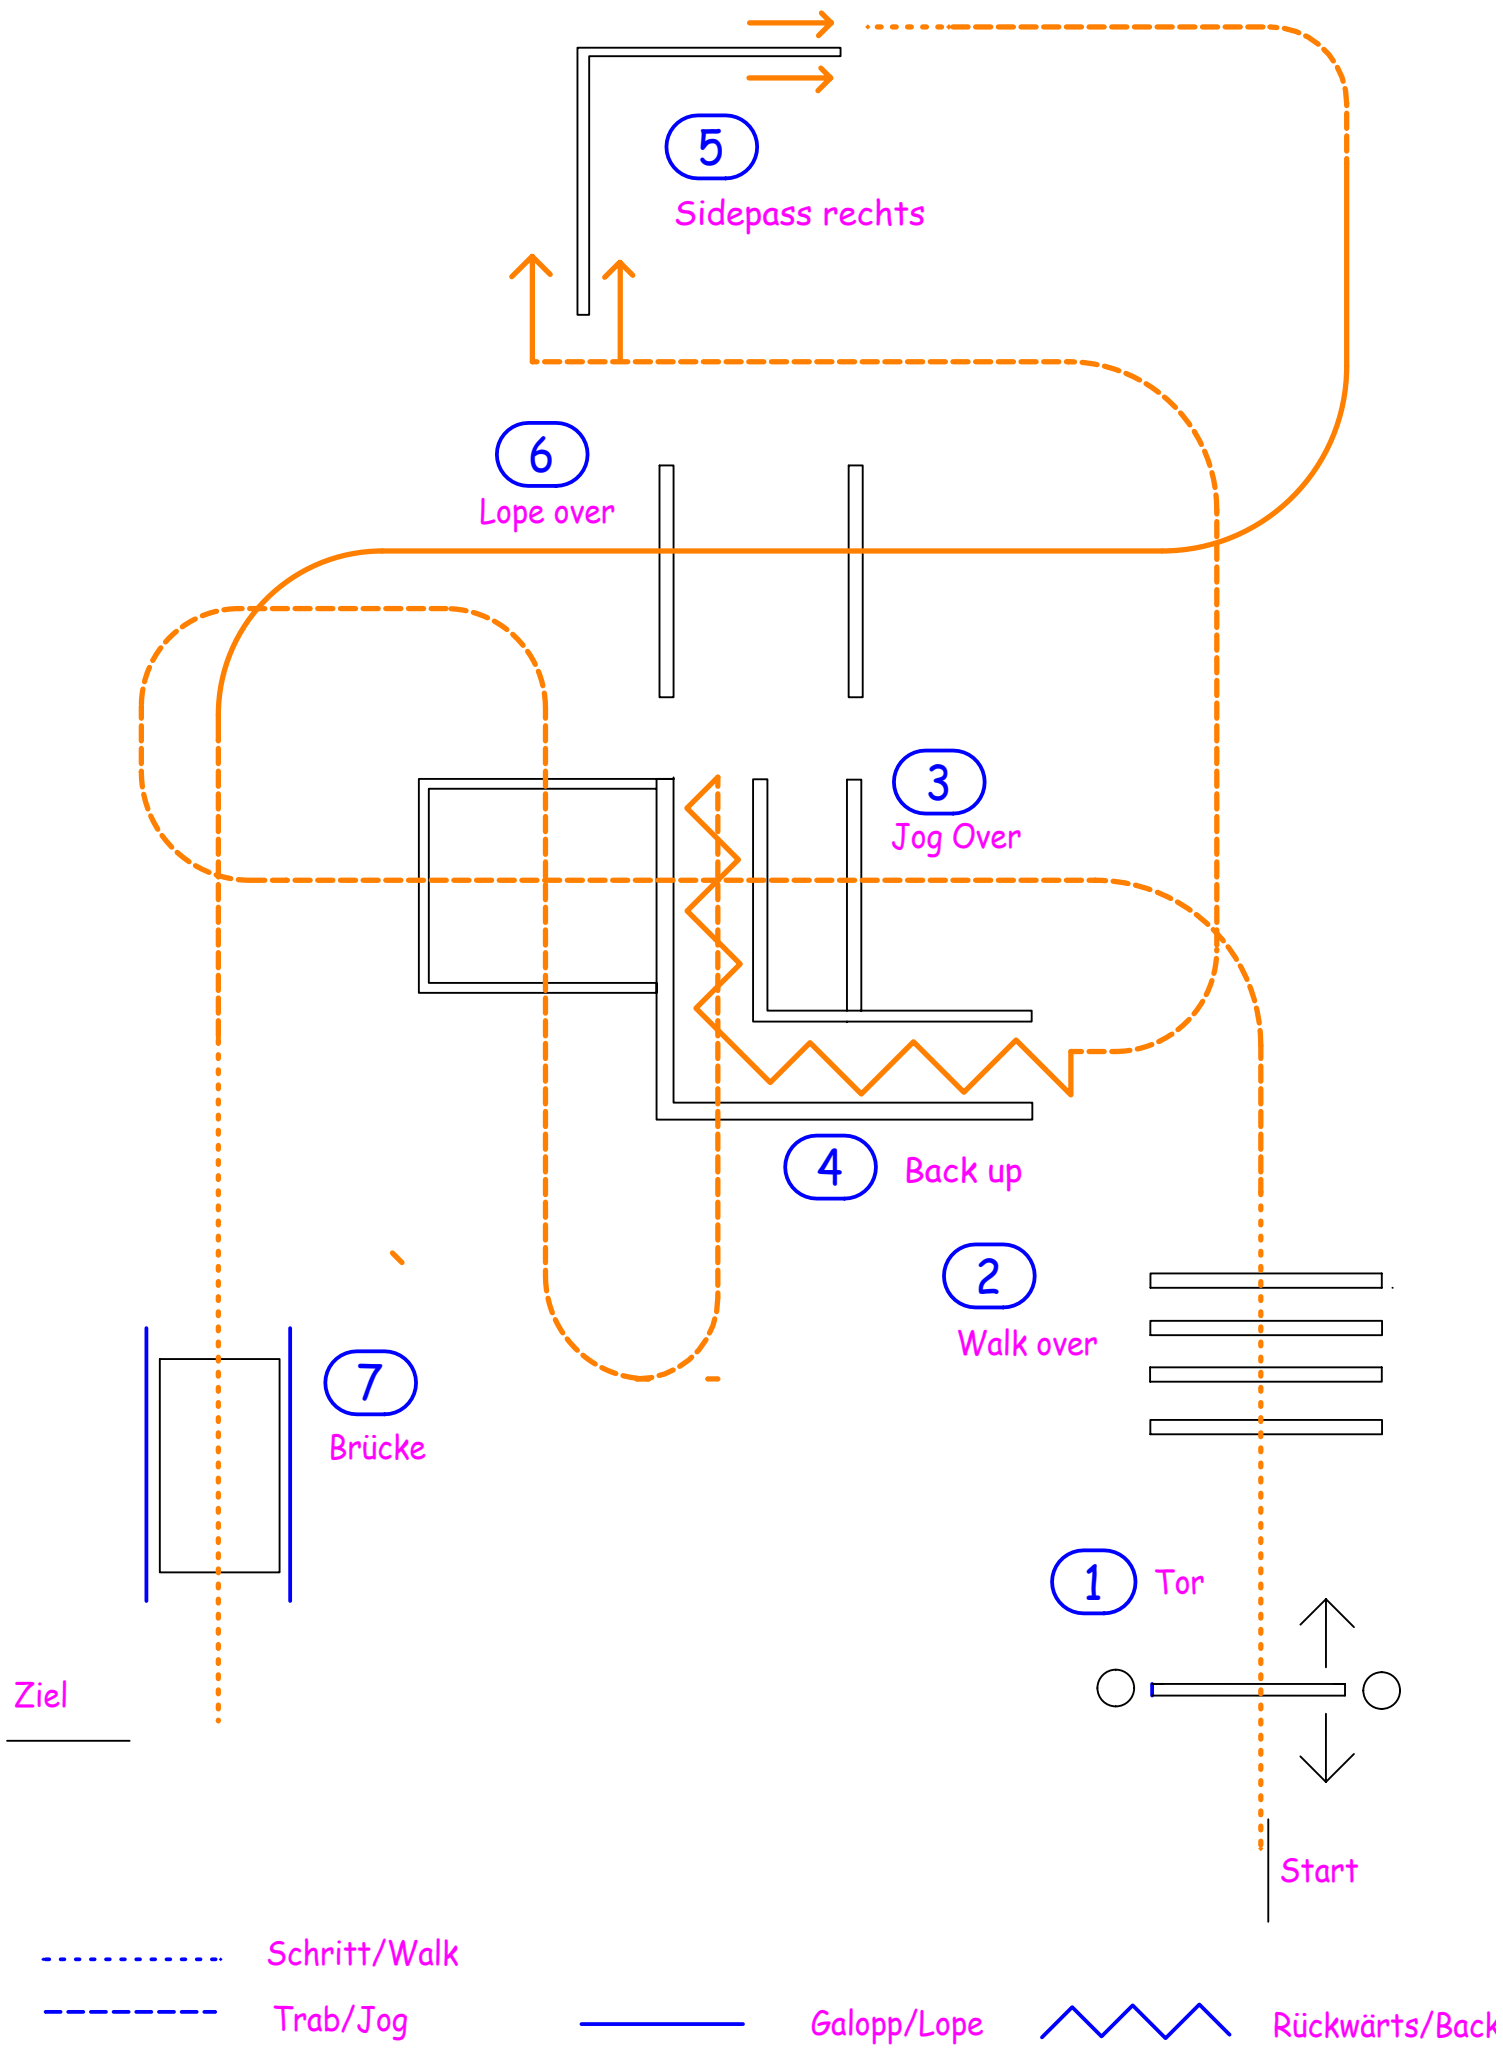 5
Sidepass rechts
6
Lope over
3
Jog Over
4 Back up
2
Walk over
7
Brücke
1 Tor
Ziel
Start
Schritt/Walk
Trab/Jog Galopp/Lope Rückwärts/Back